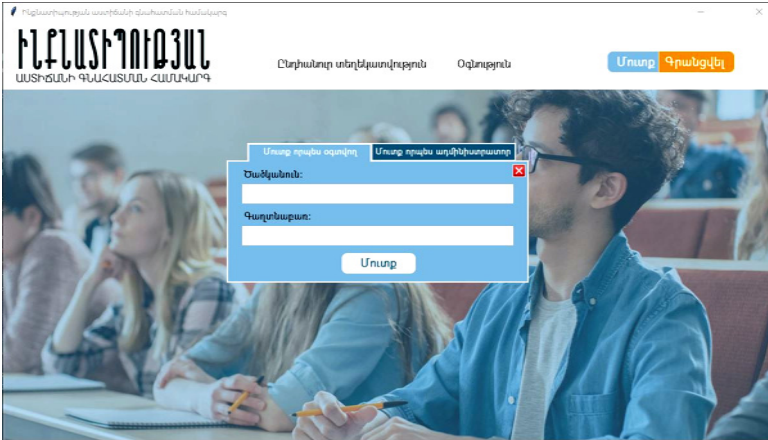 Ինքնատիպության աստիճանի գնահատման համակարգ
ԻՆՔՆԱՏԻՊՈՒԹՅԱՆ
ԱՍՏԻՃԱՆԻ ԳՆԱՀԱՏՄԱՆ ՀԱՄԱԿԱՐԳ
Ընդհանուր տեղեկատվություն Օգնություն Մուտք Գրանցվել
Մուտք որպես օգտվող Մուտք որպես ադմինիստրատոր
Ծածկանուն:
Գաղտնաբառ:
Մուտք